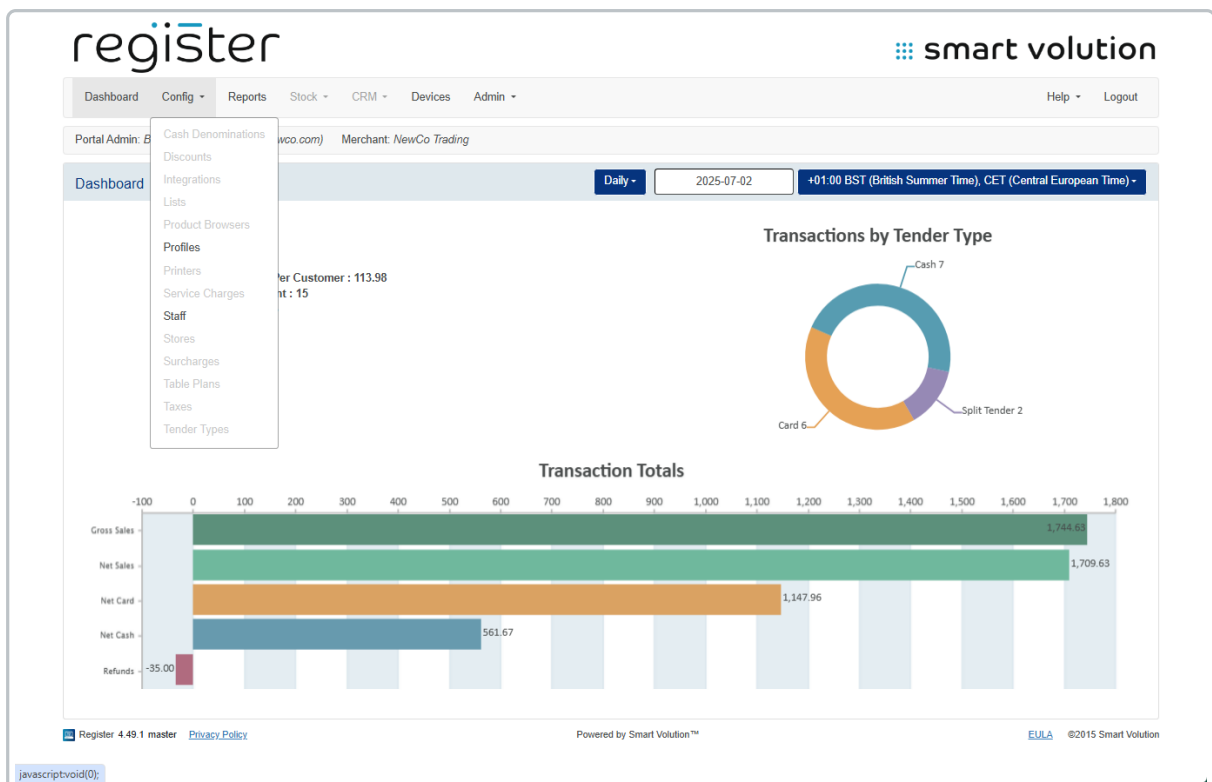 register
smart volution
Dashboard Config Reports Stock CRM Devices Admin Help Logout
Portal Admin: B wco.com) Merchant: NewCo Trading
Cash Denominations
Discounts
Integrations
Lists
Product Browsers
Profiles
Printers
Service Charges
Staff
Stores
Surcharges
Table Plans
Taxes
Tender Types
Dashboard Daily 2025-07-02 +01:00 BST (British Summer Time), CET (Central European Time)
Per Customer : 113.98
nt : 15
Transactions by Tender Type
Cash 7
Split Tender 2
Card 6
Transaction Totals
-100 0 100 200 300 400 500 600 700 800 900 1,000 1,100 1,200 1,300 1,400 1,500 1,600 1,700 1,800
Gross Sales 1,744.63
Net Sales 1,709.63
Net Card 1,147.96
Net Cash 561.67
Refunds -35.00
Register 4.49.1 master Privacy Policy Powered by Smart Volution™ EULA ©2015 Smart Volution
javascript:void(0);